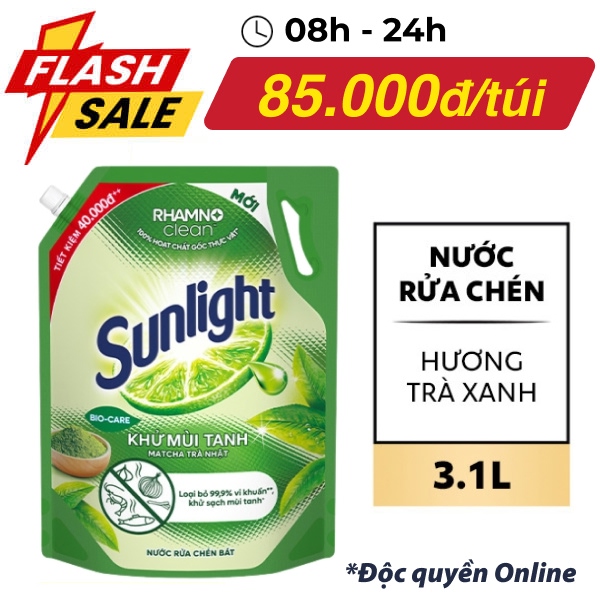 FLASH
SALE
08h - 24h
85.000đ/túi
TIẾT KIỆM 40.000đ++
MỚI
RHAMNO
clean
100% HOẠT CHẤT GỐC THỰC VẬT*
Sunlight
BIO-CARE
KHỬ MÙI TANH
MATCHA TRÀ NHẬT
Loại bỏ 99,9% vi khuẩn**,
khử sạch mùi tanh*
NƯỚC RỬA CHÉN BÁT
NƯỚC
RỬA CHÉN
HƯƠNG
TRÀ XANH
3.1L
*Độc quyền Online